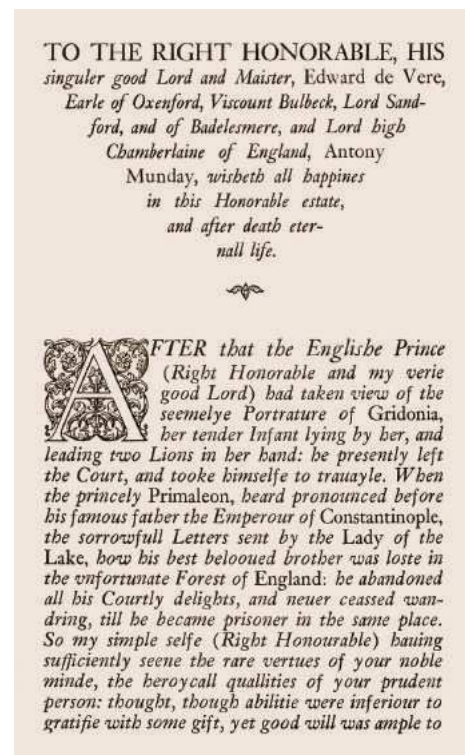 TO THE RIGHT HONORABLE, HIS
singuler good Lord and Maister, Edward de Vere,
Earle of Oxenford, Viscount Bulbeck, Lord Sand-
ford, and of Badelesmere, and Lord high
Chamberlaine of England, Antony
Munday, wisheth all happines
in this Honorable estate,
and after death eter-
nall life.
AFTER that the Englishe Prince
(Right Honorable and my verie
good Lord) had taken view of the
seemelye Portrature of Gridonia,
her tender Infant lying by her, and
leading two Lions in her hand: he presently left
the Court, and tooke himselfe to trauayle. When
the princely Primaleon, heard pronounced before
his famous father the Emperour of Constantinople,
the sorrowfull Letters sent by the Lady of the
Lake, how his best belooued brother was loste in
the vnfortunate Forest of England: he abandoned
all his Courtly delights, and neuer ceassed wan-
dring, till he became prisoner in the same place.
So my simple selfe (Right Honourable) hauing
sufficiently seene the rare vertues of your noble
minde, the heroycall quallities of your prudent
person: thought, though abilitie were inferiour to
gratifie with some gift, yet good will was ample to